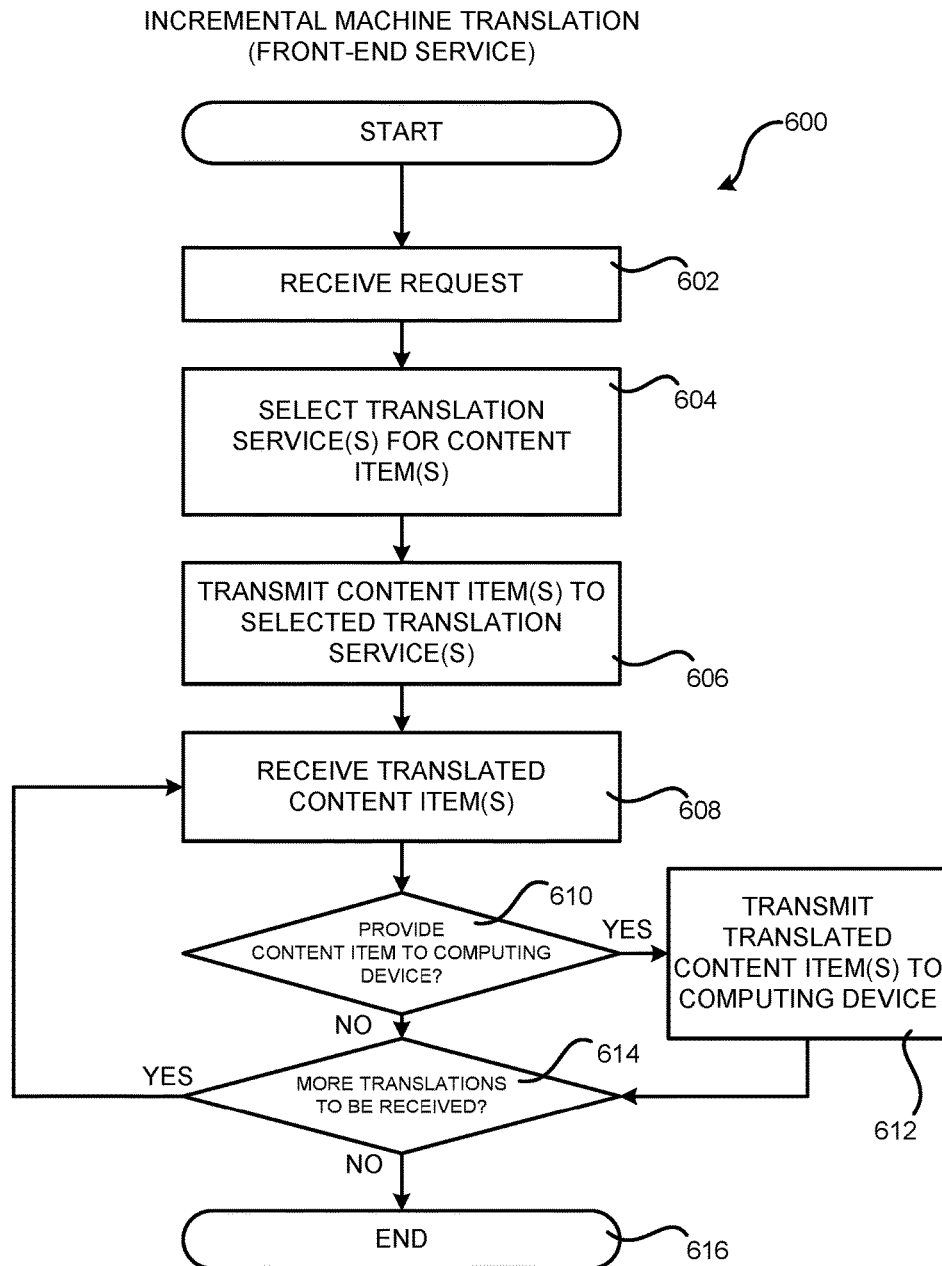 INCREMENTAL MACHINE TRANSLATION
(FRONT-END SERVICE)
START
600
RECEIVE REQUEST
602
SELECT TRANSLATION
SERVICE(S) FOR CONTENT
ITEM(S)
604
TRANSMIT CONTENT ITEM(S) TO
SELECTED TRANSLATION
SERVICE(S)
606
RECEIVE TRANSLATED
CONTENT ITEM(S)
608
PROVIDE
CONTENT ITEM TO COMPUTING
DEVICE?
610
YES
TRANSMIT
TRANSLATED
CONTENT ITEM(S) TO
COMPUTING DEVICE
612
NO
MORE TRANSLATIONS
TO BE RECEIVED?
614
YES
NO
END
616